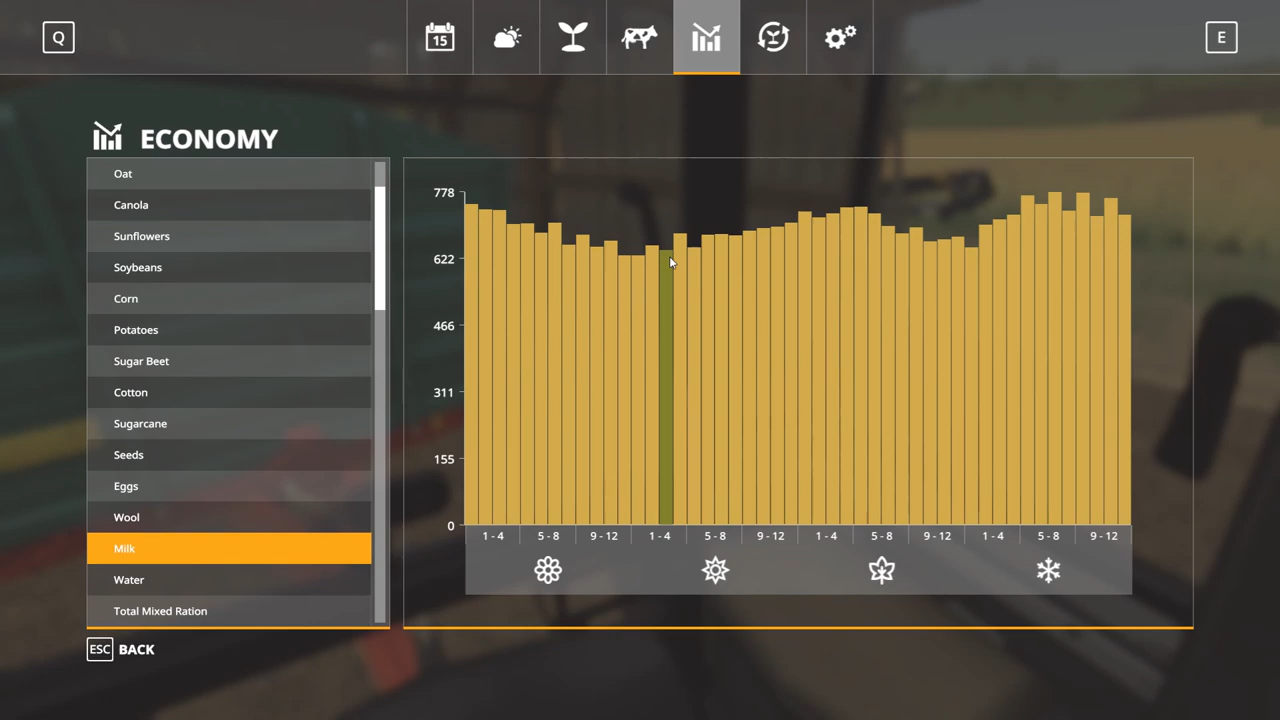 Q
15
E
ECONOMY
Oat
Canola
Sunflowers
Soybeans
Corn
Potatoes
Sugar Beet
Cotton
Sugarcane
Seeds
Eggs
Wool
Milk
Water
Total Mixed Ration
778
622
466
311
155
0
1 - 4 5 - 8 9 - 12 1 - 4 5 - 8 9 - 12 1 - 4 5 - 8 9 - 12 1 - 4 5 - 8 9 - 12
ESC BACK